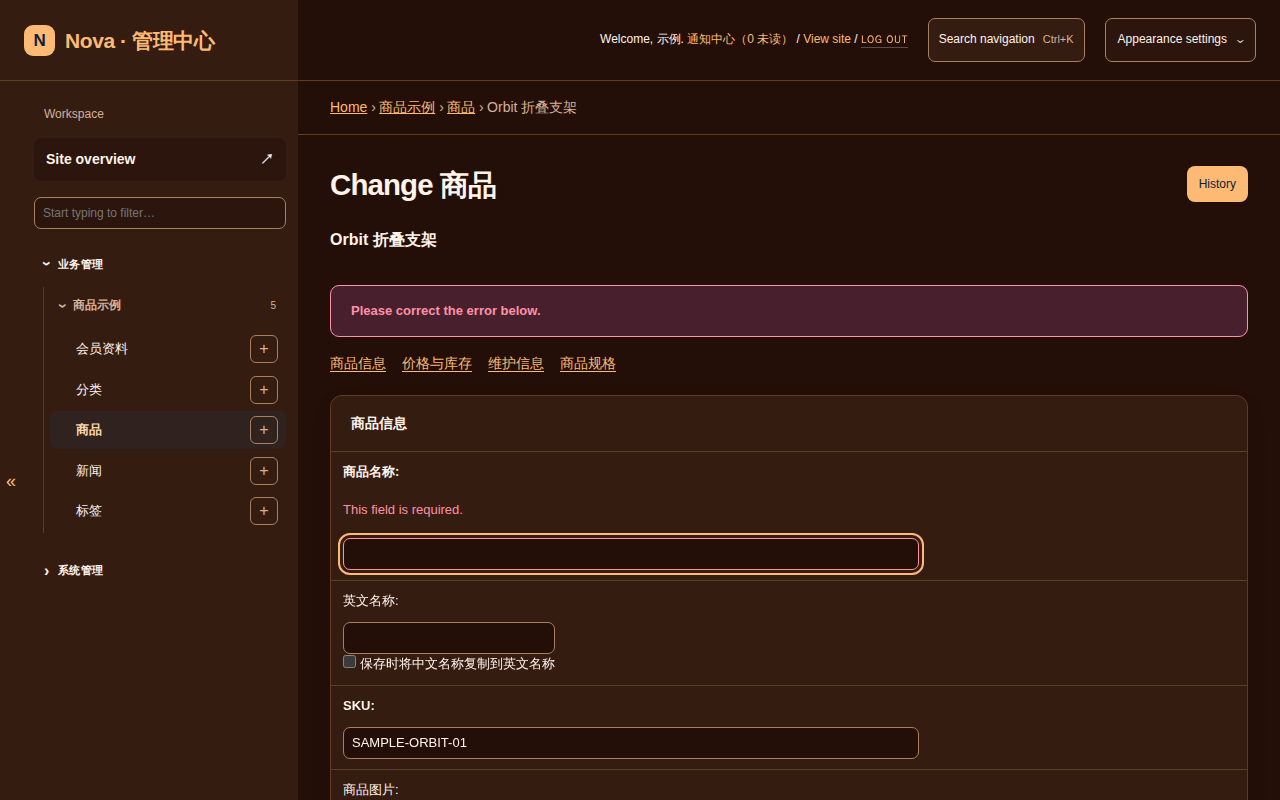 N Nova · 管理中心
Welcome, 示例. 通知中心（0 未读） / View site / LOG OUT
Search navigation Ctrl+K
Appearance settings
Workspace
Site overview ↗
Start typing to filter…
业务管理
商品示例 5
会员资料 +
分类 +
商品 +
新闻 +
标签 +
系统管理
«
Home › 商品示例 › 商品 › Orbit 折叠支架
Change 商品
History
Orbit 折叠支架
Please correct the error below.
商品信息 价格与库存 维护信息 商品规格
商品信息
商品名称:
This field is required.
英文名称:
保存时将中文名称复制到英文名称
SKU:
SAMPLE-ORBIT-01
商品图片: